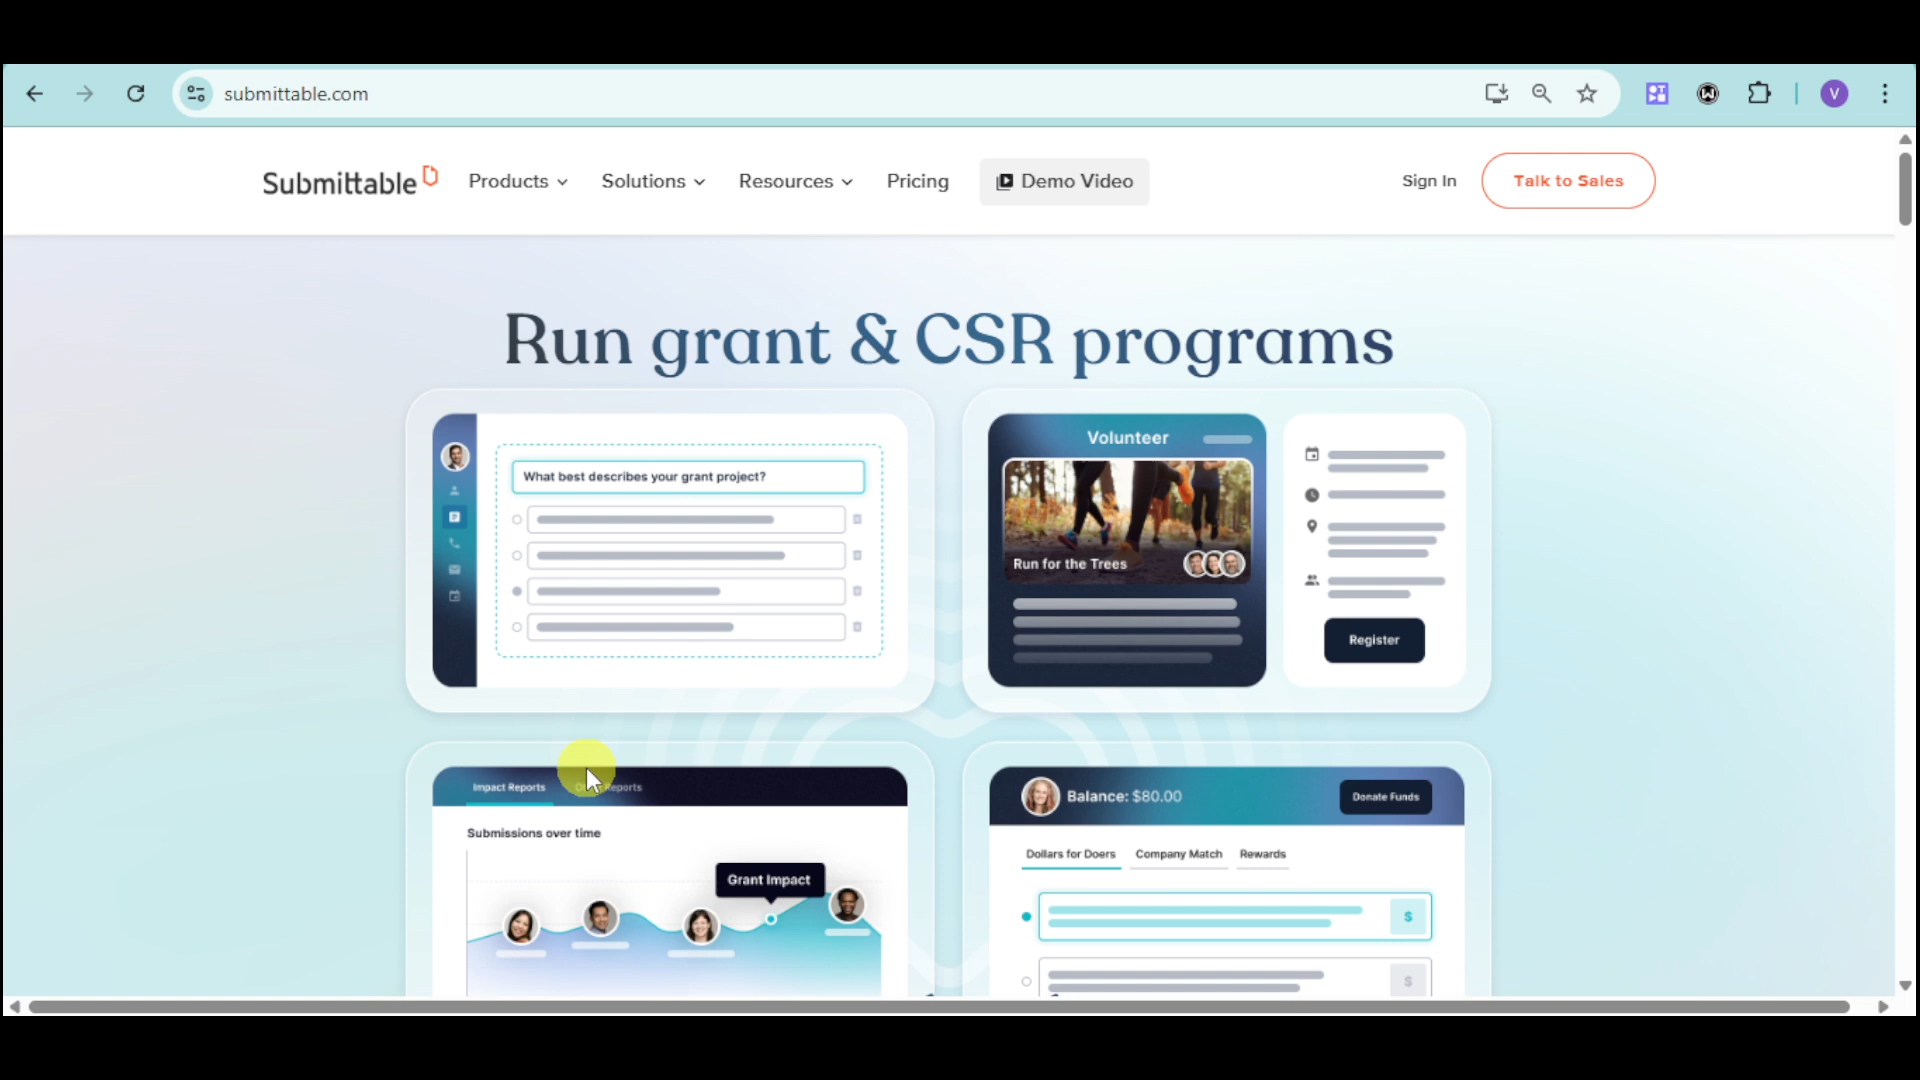 submittable.com
V
Submittable
Products
Solutions
Resources
Pricing
Demo Video
Sign In
Talk to Sales
Run grant & CSR programs
What best describes your grant project?
Volunteer
Run for the Trees
Register
Impact Reports
Reports
Submissions over time
Grant Impact
Balance: $80.00
Donate Funds
Dollars for Doers
Company Match
Rewards
$
$